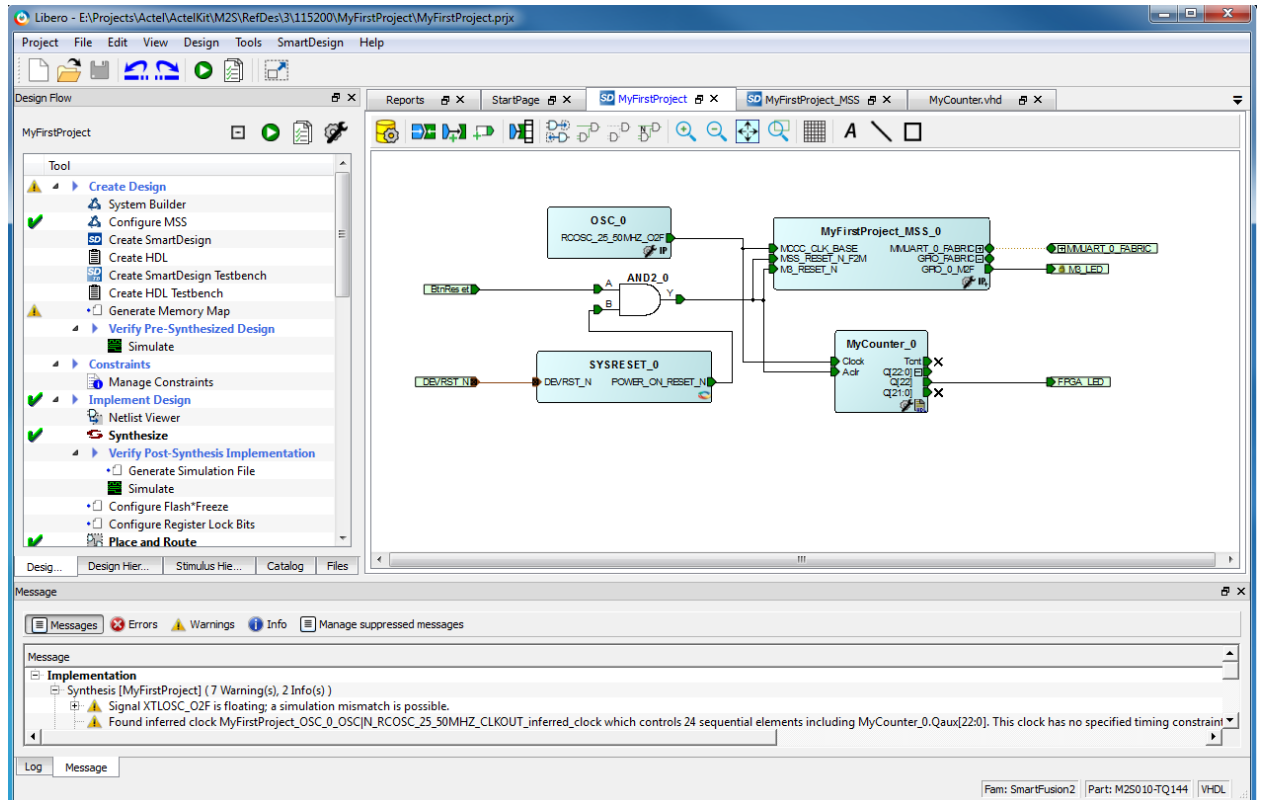 Libero - E:\Projects\Actel\ActelKit\M2S\RefDes\3\115200\MyFirstProject\MyFirstProject.prjx
Project File Edit View Design Tools SmartDesign Help
Design Flow
Reports StartPage SD MyFirstProject SD MyFirstProject_MSS MyCounter.vhd
MyFirstProject
Tool
Create Design
System Builder
Configure MSS
Create SmartDesign
Create HDL
Create SmartDesign Testbench
Create HDL Testbench
Generate Memory Map
Verify Pre-Synthesized Design
Simulate
Constraints
Manage Constraints
Implement Design
Netlist Viewer
Synthesize
Verify Post-Synthesis Implementation
Generate Simulation File
Simulate
Configure Flash*Freeze
Configure Register Lock Bits
Place and Route
Desig... Design Hier... Stimulus Hie... Catalog Files
OSC_0
RCOSC_25_50MHZ_O2F
IP
MyFirstProject_MSS_0
MCCC_CLK_BASE MMUART_0_FABRIC
MSS_RESET_N_F2M GPIO_FABRIC
M3_RESET_N GPIO_0_M2F
IP
MMUART_0_FABRIC
M3_LED
AND2_0
BtnReset
A
B
Y
SYSRESET_0
DEVRST_N DEVRST_N POWER_ON_RESET_N
MyCounter_0
Clock Tcnt
Aclr Q[22:0]
Q[22]
Q[21:0]
FPGA_LED
Message
Messages Errors Warnings Info Manage suppressed messages
Message
Implementation
Synthesis [MyFirstProject] ( 7 Warning(s), 2 Info(s) )
Signal XTLOSC_O2F is floating; a simulation mismatch is possible.
Found inferred clock MyFirstProject_OSC_0_OSC|N_RCOSC_25_50MHZ_CLKOUT_inferred_clock which controls 24 sequential elements including MyCounter_0.Qaux[22:0]. This clock has no specified timing constraint
Log Message
Fam: SmartFusion2 Part: M2S010-TQ144 VHDL